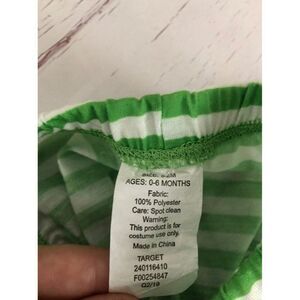 AGES: 0-6 MONTHS
Fabric:
100% Polyester
Care: Spot clean
Warning:
This product is for
costume use only.
Made in China
TARGET
240116410
F00254847
Q2/19